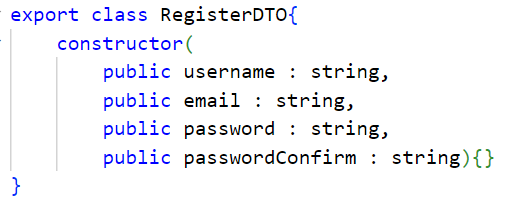 export class RegisterDTO{
    constructor(
        public username : string,
        public email : string,
        public password : string,
        public passwordConfirm : string){}
}